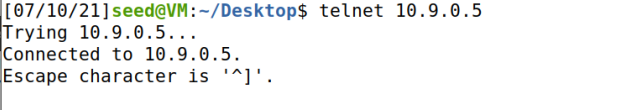 [07/10/21]seed@VM:~/Desktop$ telnet 10.9.0.5
Trying 10.9.0.5...
Connected to 10.9.0.5.
Escape character is '^]'.